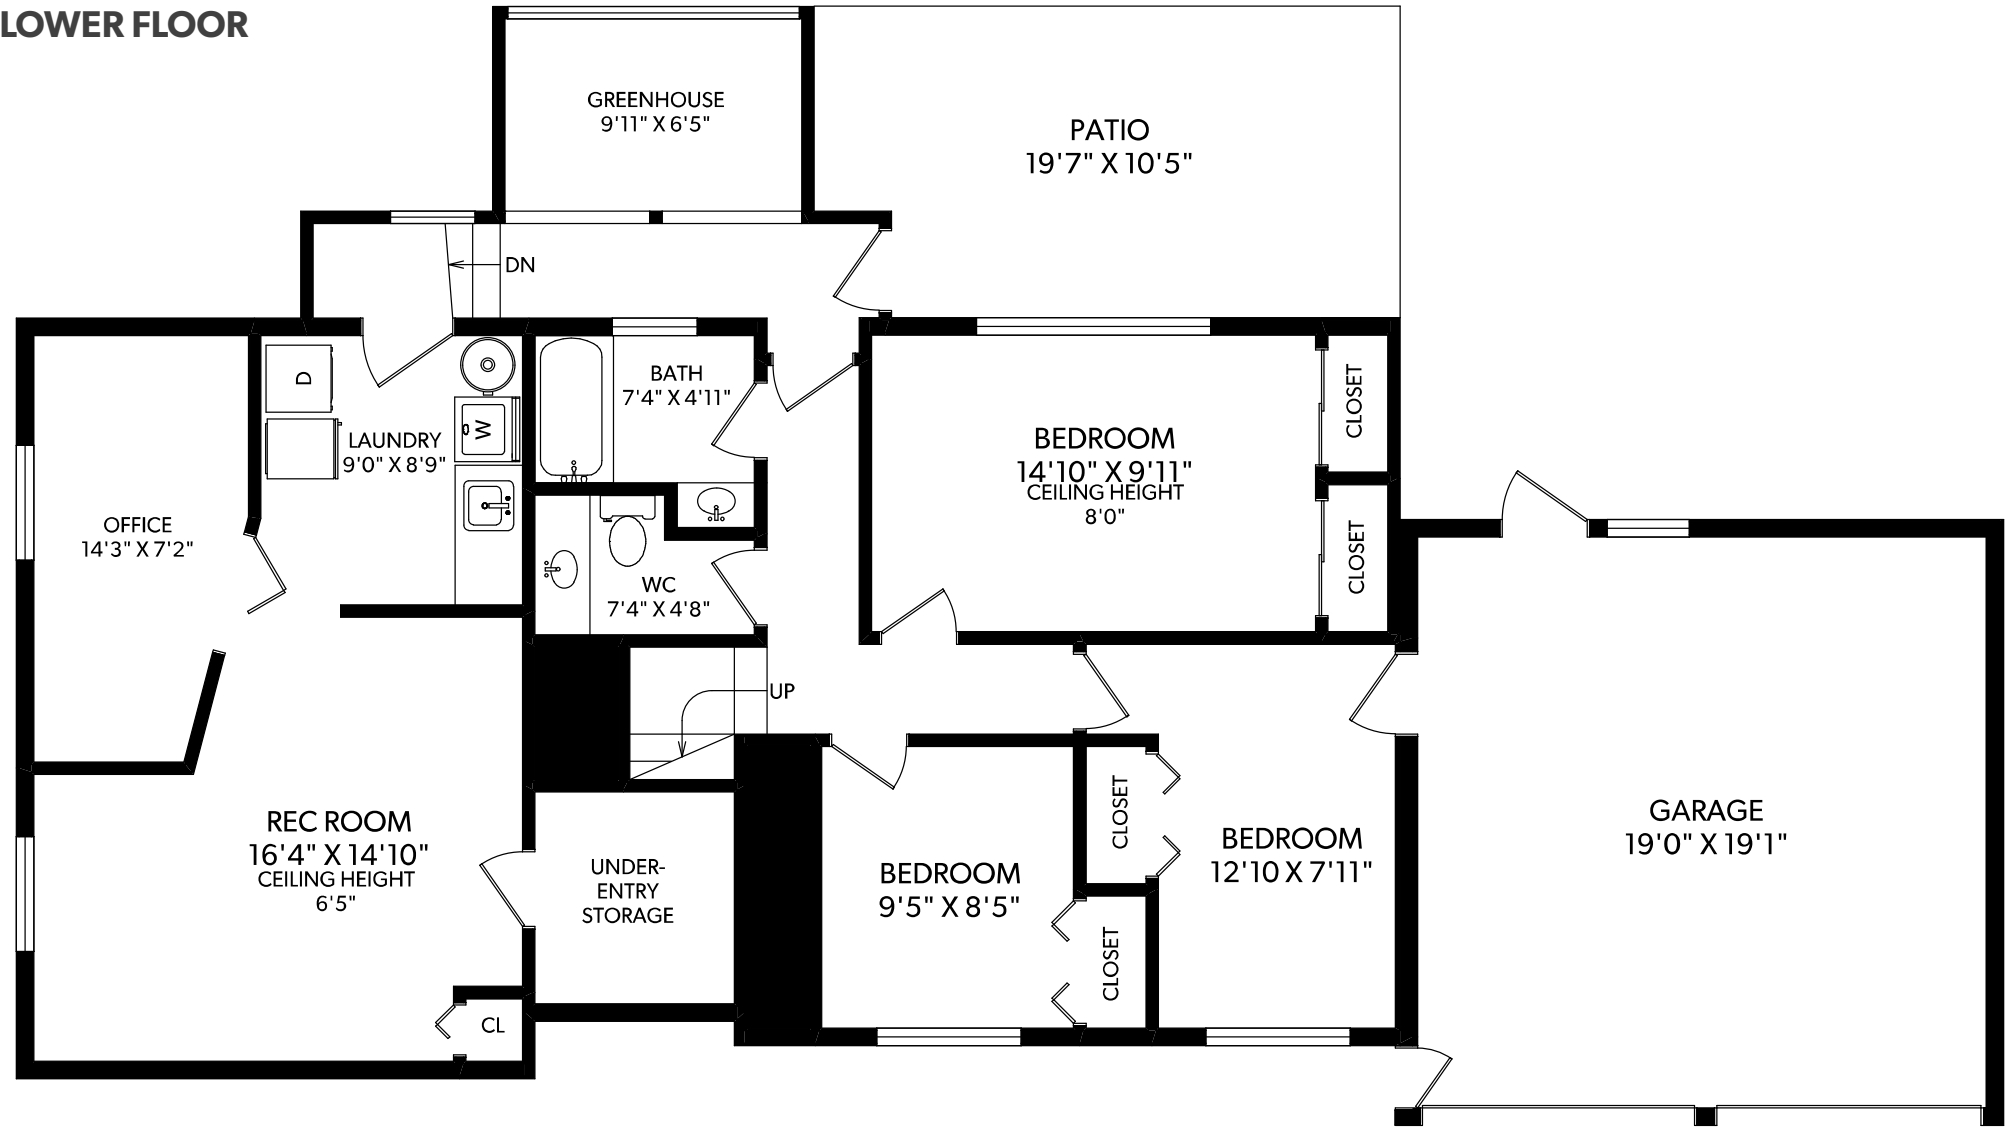 LOWER FLOOR
GREENHOUSE
9'11" X 6'5"
PATIO
19'7" X 10'5"
DN
D
BATH
7'4" X 4'11"
CLOSET
W
LAUNDRY
9'0" X 8'9"
BEDROOM
14'10" X 9'11"
CEILING HEIGHT
8'0"
OFFICE
14'3" X 7'2"
CLOSET
WC
7'4" X 4'8"
UP
REC ROOM
16'4" X 14'10"
CEILING HEIGHT
6'5"
UNDER-
ENTRY
STORAGE
BEDROOM
9'5" X 8'5"
CLOSET
CLOSET
BEDROOM
12'10 X 7'11"
GARAGE
19'0" X 19'1"
CL